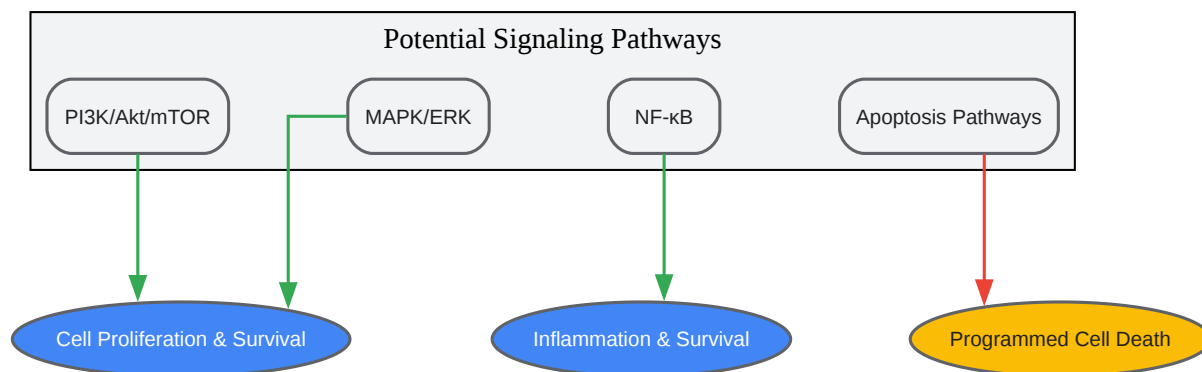 Potential Signaling Pathways
PI3K/Akt/mTOR
MAPK/ERK
NF-κB
Apoptosis Pathways
Cell Proliferation & Survival
Inflammation & Survival
Programmed Cell Death